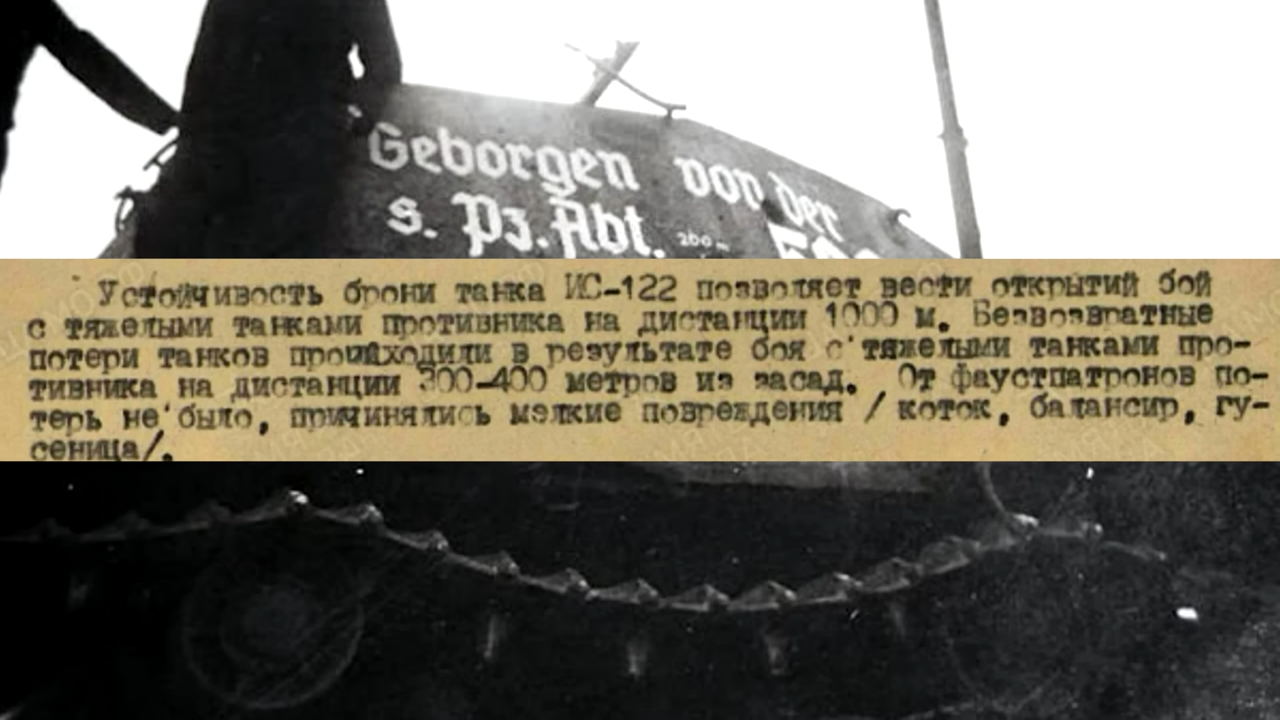 Geborgen von der
s. Pz. Abt.
Устойчивость брони танка ИС-122 позволяет вести открытий бой
с тяжелыми танками противника на дистанции 1000 м. Безвозвратные
потери танков проийходили в результате боя с тяжелыми танками про-
тивника на дистанции 300-400 метров из засад. От фаустпатронов по-
терь не было, причинялись мелкие повреждения / коток, балансир, гу-
сеница/.